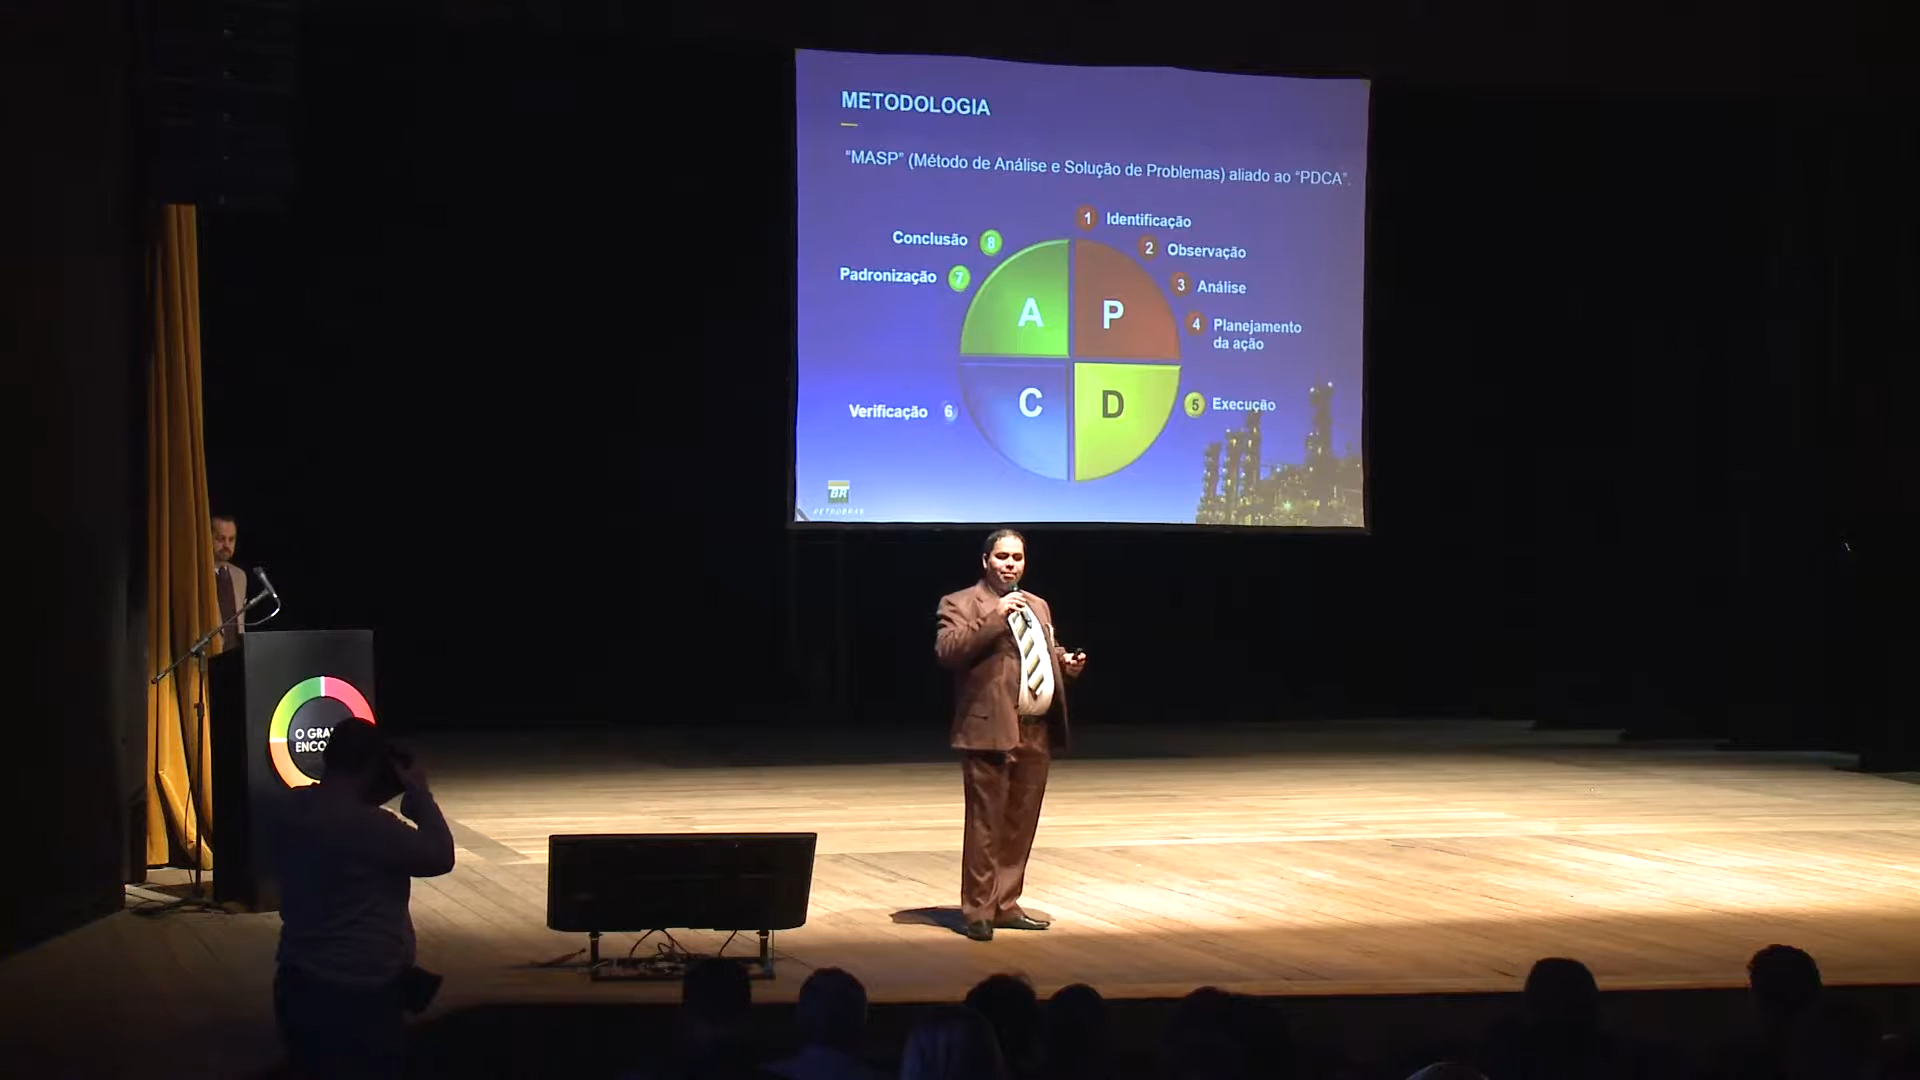 METODOLOGIA
"MASP" (Método de Análise e Solução de Problemas) aliado ao "PDCA".
1 Identificação
2 Observação
3 Análise
4 Planejamento
da ação
5 Execução
6 Verificação
7 Padronização
8 Conclusão
A P
C D
BR
PETROBRAS
O GRA
ENCO